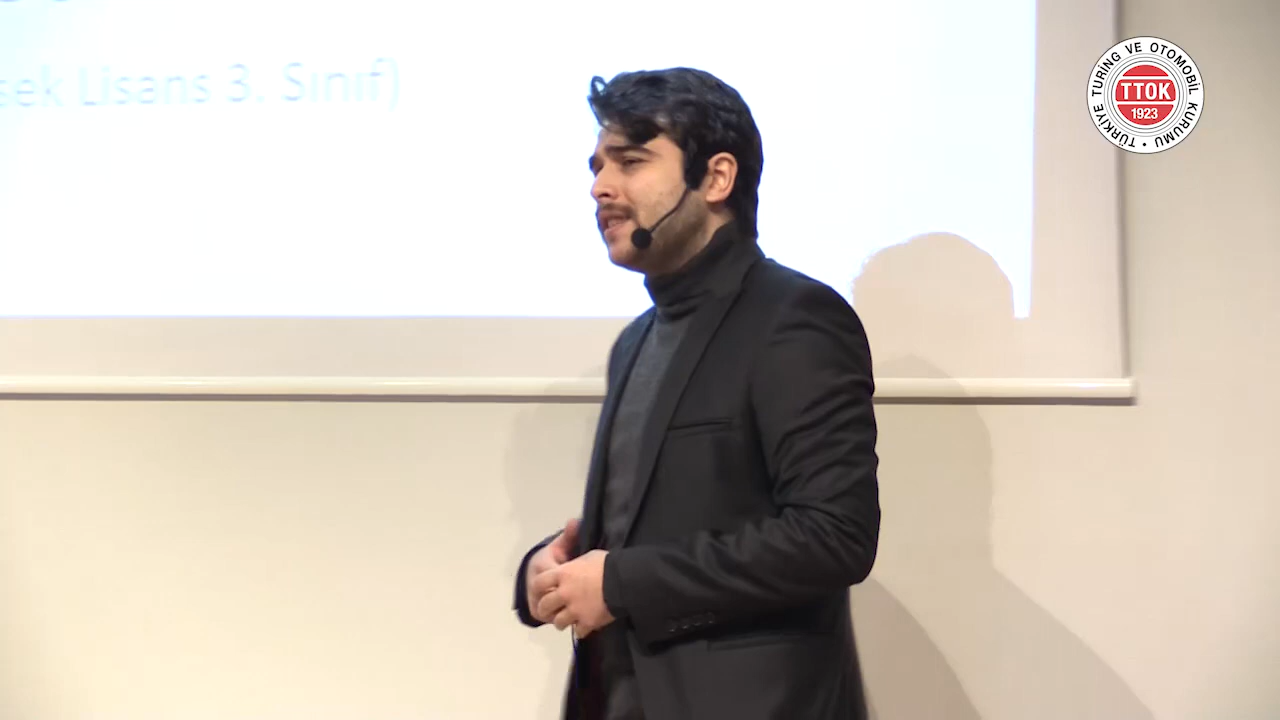 sek Lisans 3. Sınıf)
TÜRKİYE TURİNG VE OTOMOBİL KURUMU
TTOK
1923